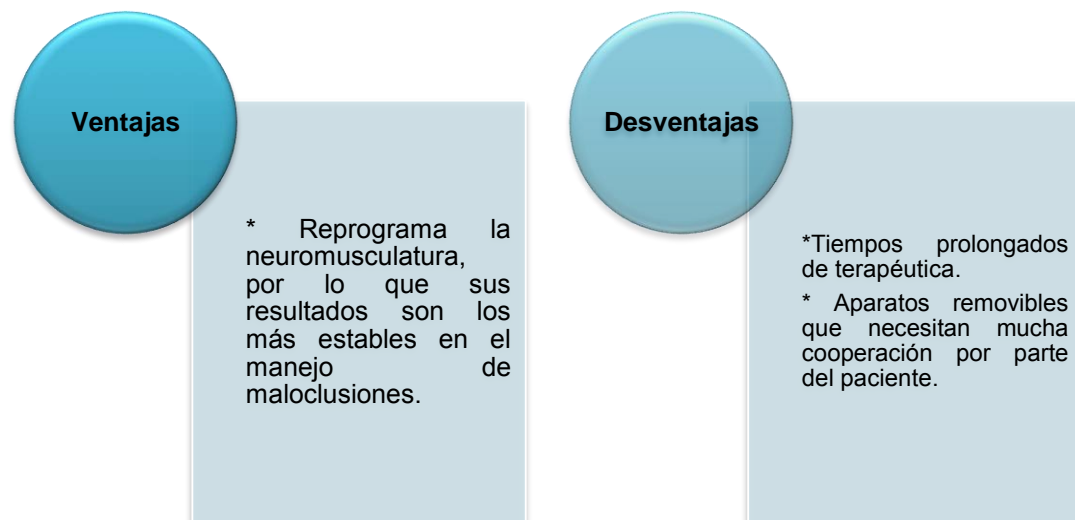 Ventajas
* Reprograma la
neuromusculatura,
por lo que sus
resultados son los
más estables en el
manejo de
maloclusiones.
Desventajas
*Tiempos prolongados
de terapéutica.
* Aparatos removibles
que necesitan mucha
cooperación por parte
del paciente.